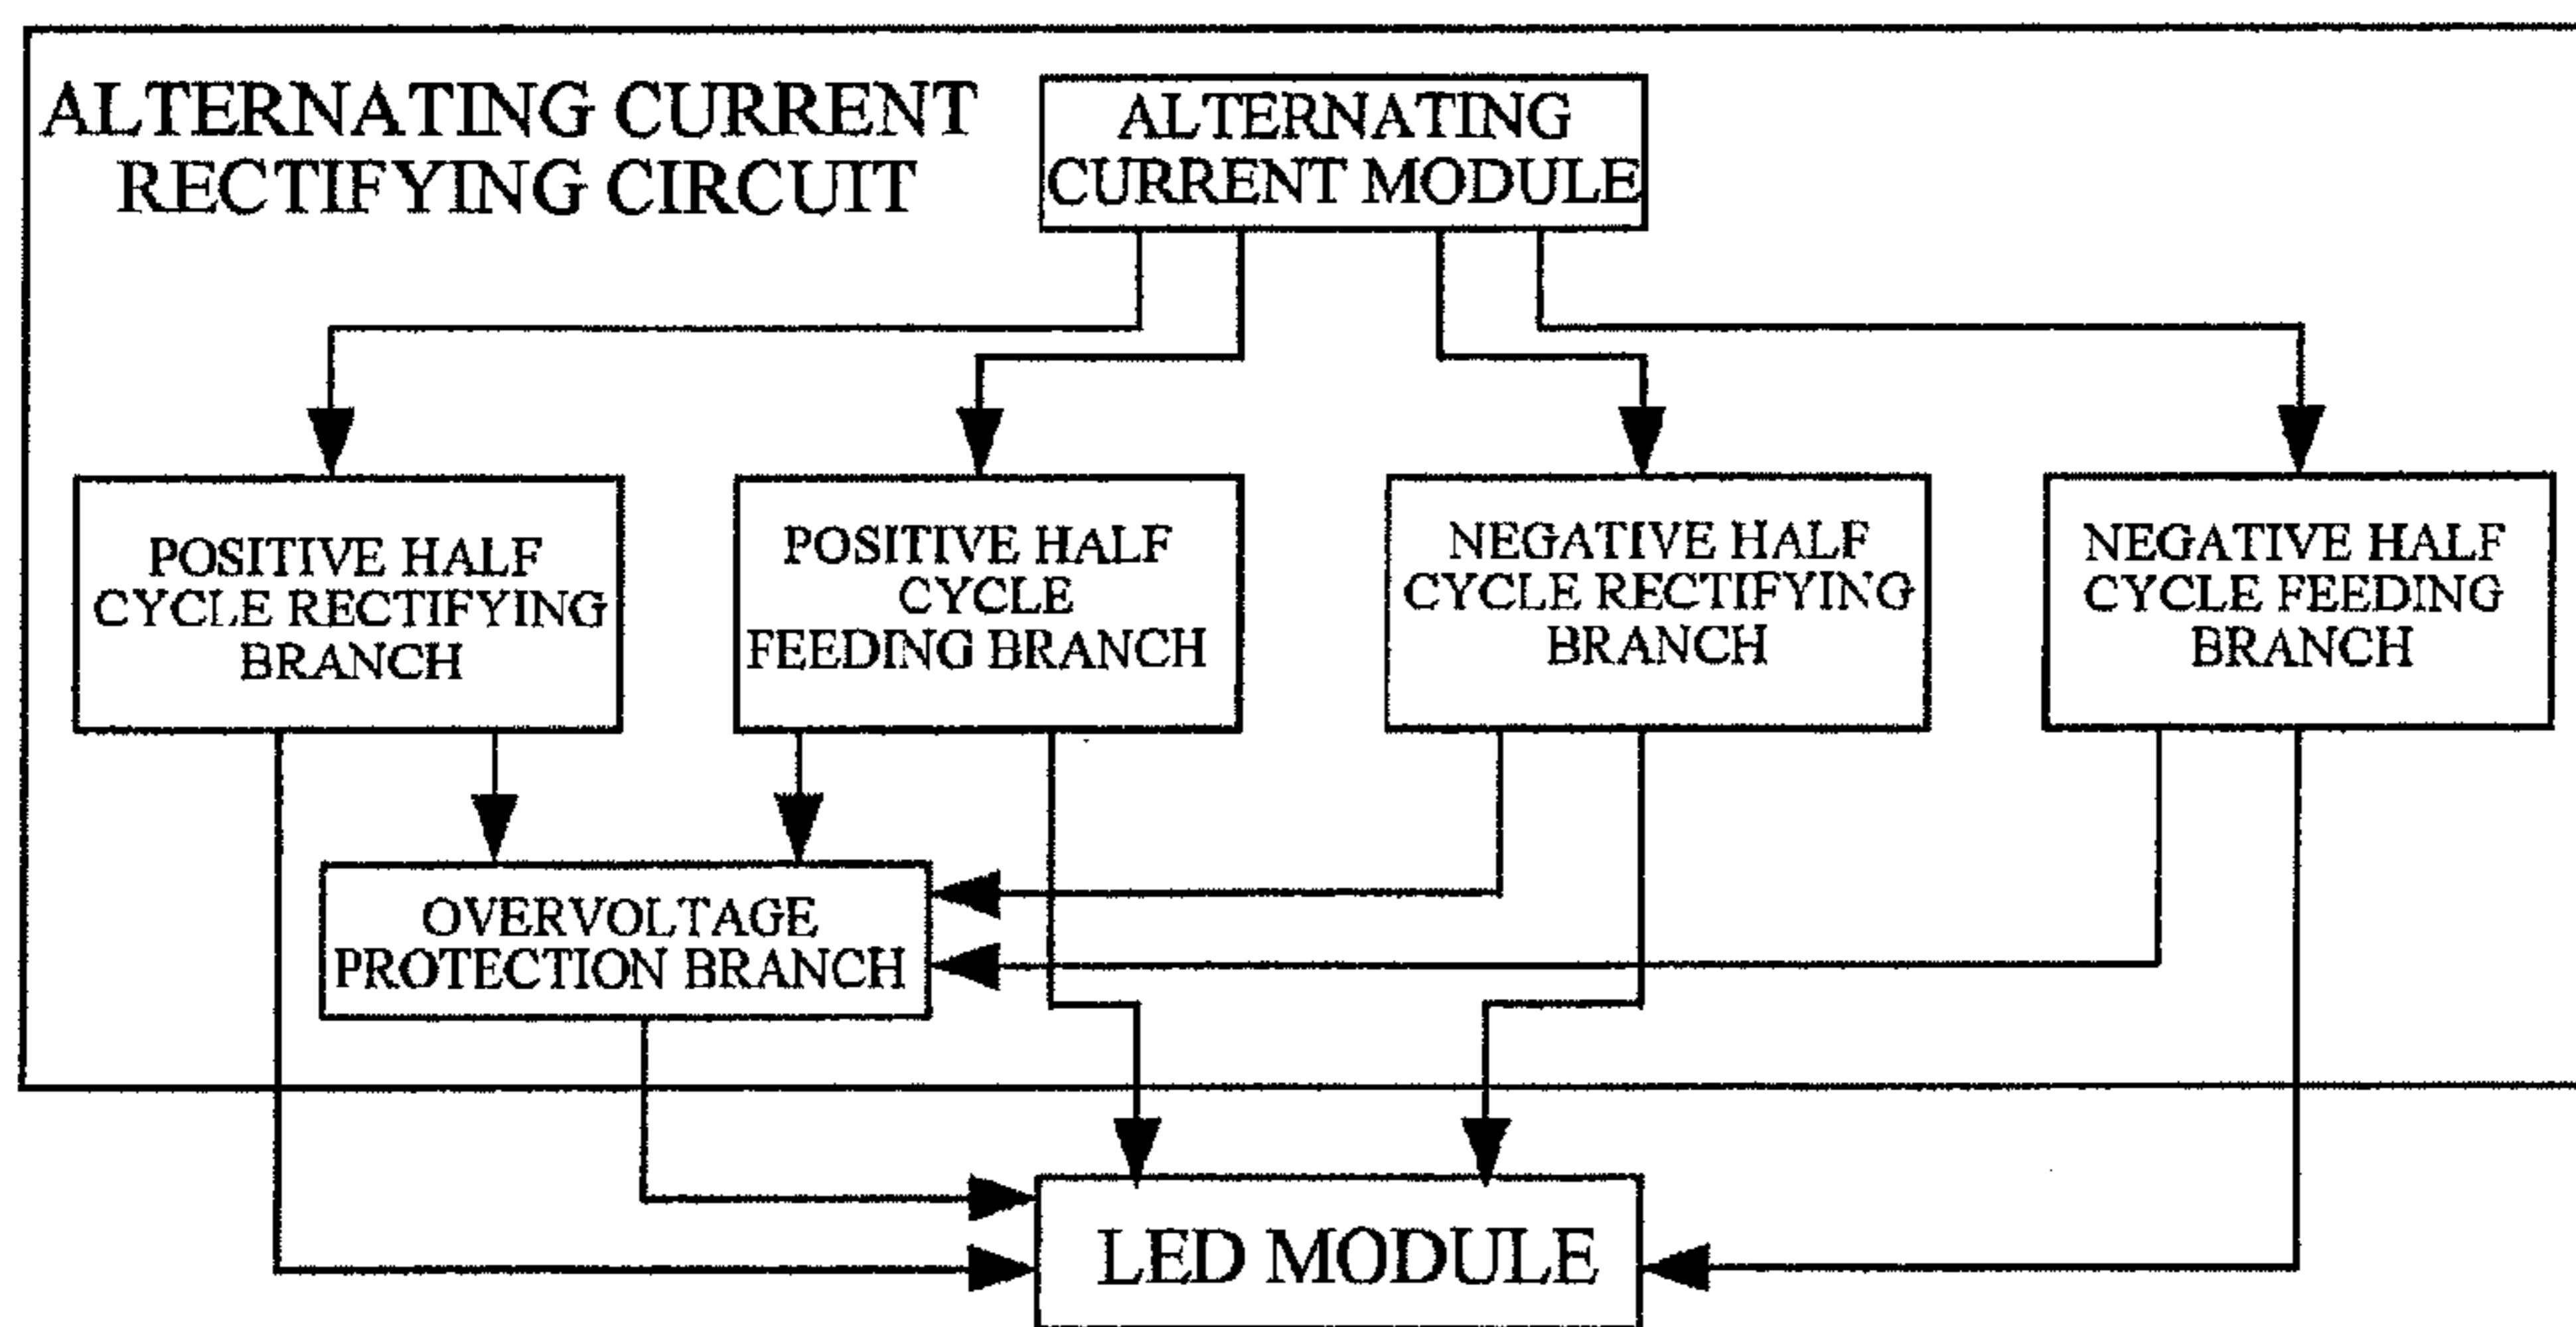 ALTERNATING CURRENT
RECTIFYING CIRCUIT
ALTERNATING
CURRENT MODULE
POSITIVE HALF
CYCLE RECTIFYING
BRANCH
POSITIVE HALF
CYCLE
FEEDING BRANCH
NEGATIVE HALF
CYCLE RECTIFYING
BRANCH
NEGATIVE HALF
CYCLE FEEDING
BRANCH
OVERVOLTAGE
PROTECTION BRANCH
LED MODULE